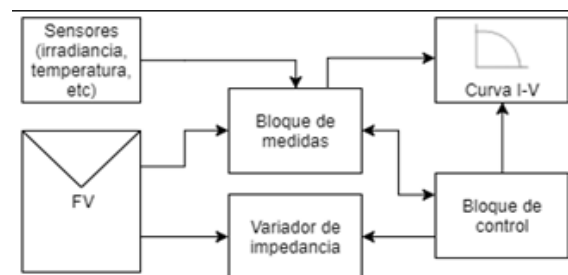 Sensores
(irradiancia,
temperatura,
etc)
Bloque de
medidas
Curva I-V
FV
Variador de
impedancia
Bloque de
control